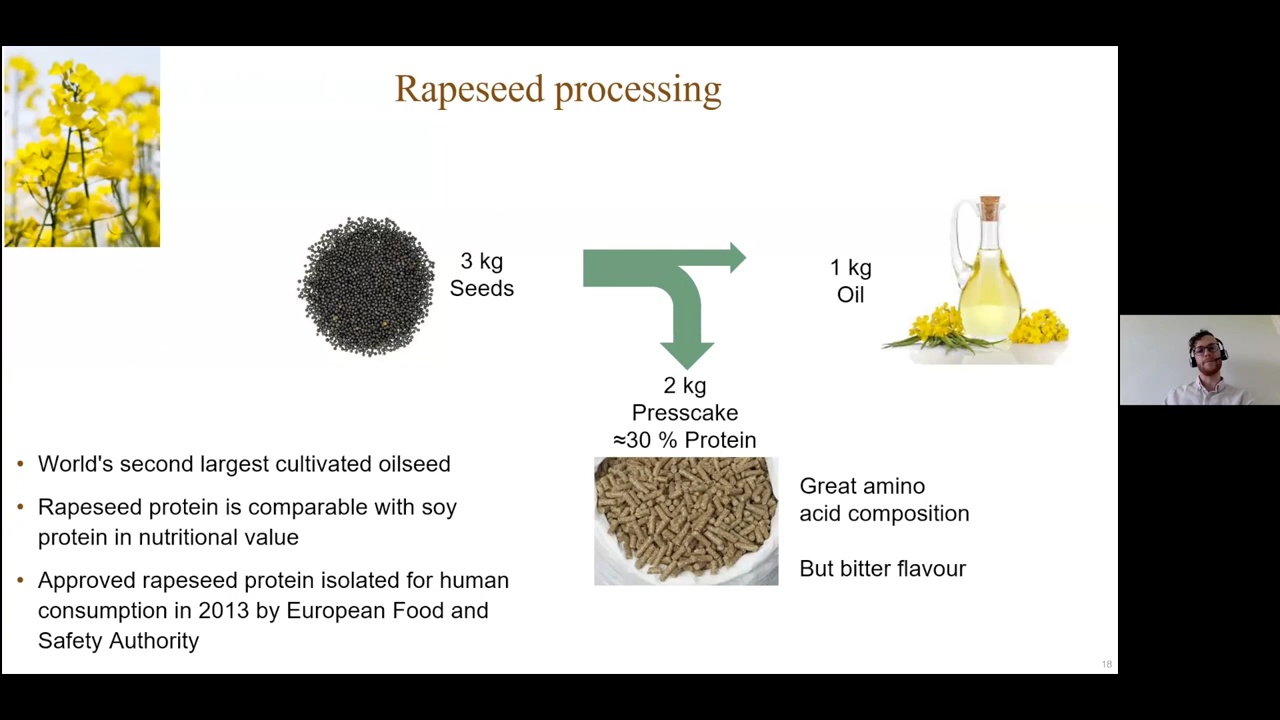 Rapeseed processing
3 kg
Seeds
1 kg
Oil
2 kg
Presscake
≈30 % Protein
• World's second largest cultivated oilseed
• Rapeseed protein is comparable with soy
protein in nutritional value
• Approved rapeseed protein isolated for human
consumption in 2013 by European Food and
Safety Authority
Great amino
acid composition
But bitter flavour
18